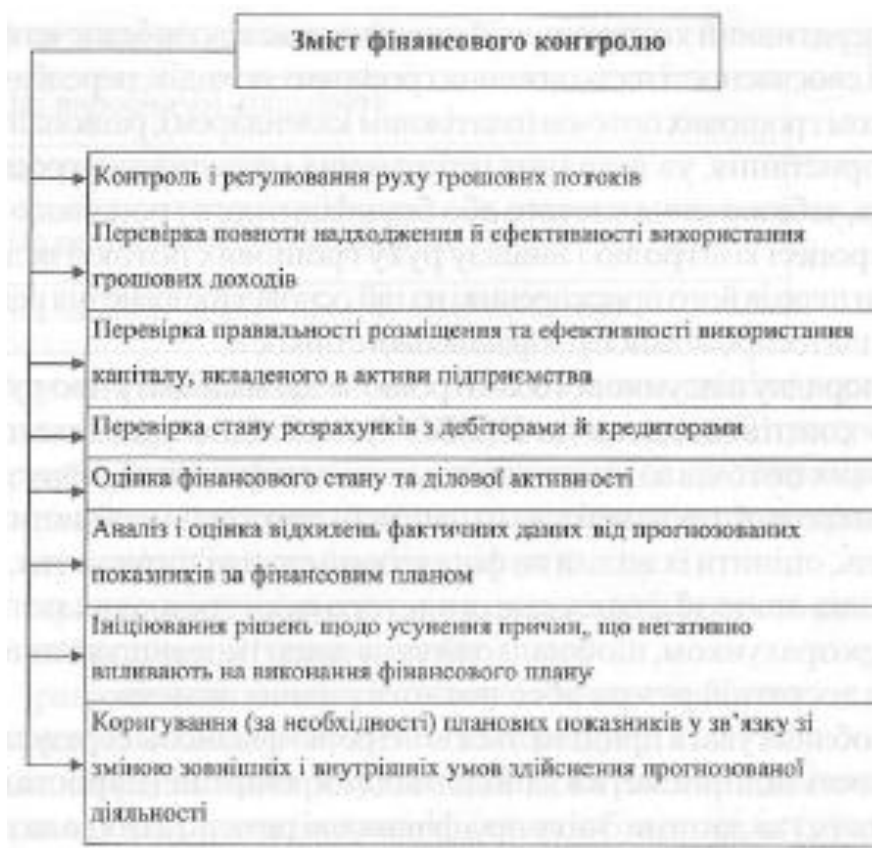 Зміст фінансового контролю
Контроль і регулювання руху грошових потоків
Перевірка повноти надходження й ефективності використання
грошових доходів
Перевірка правильності розміщення та ефективності використання
капіталу, вкладеного в активи підприємства
Перевірка стану розрахунків з дебіторами й кредиторами
Оцінка фінансового стану та ділової активності
Аналіз і оцінка відхилень фактичних даних від прогнозованих
показників за фінансовим планом
Ініціювання рішень щодо усунення причин, що негативно
впливають на виконання фінансового плану
Коригування (за необхідності) планових показників у зв’язку зі
зміною зовнішніх і внутрішніх умов здійснення прогнозованої
діяльності